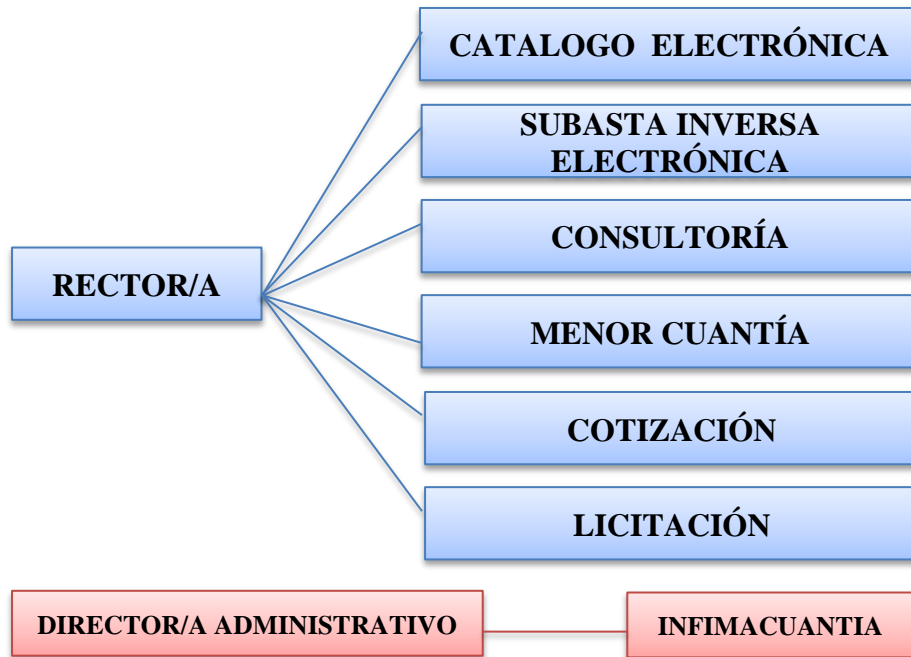 CATALOGO ELECTRÓNICA
SUBASTA INVERSA
ELECTRÓNICA
CONSULTORÍA
RECTOR/A
MENOR CUANTÍA
COTIZACIÓN
LICITACIÓN
DIRECTOR/A ADMINISTRATIVO
INFIMACUANTIA